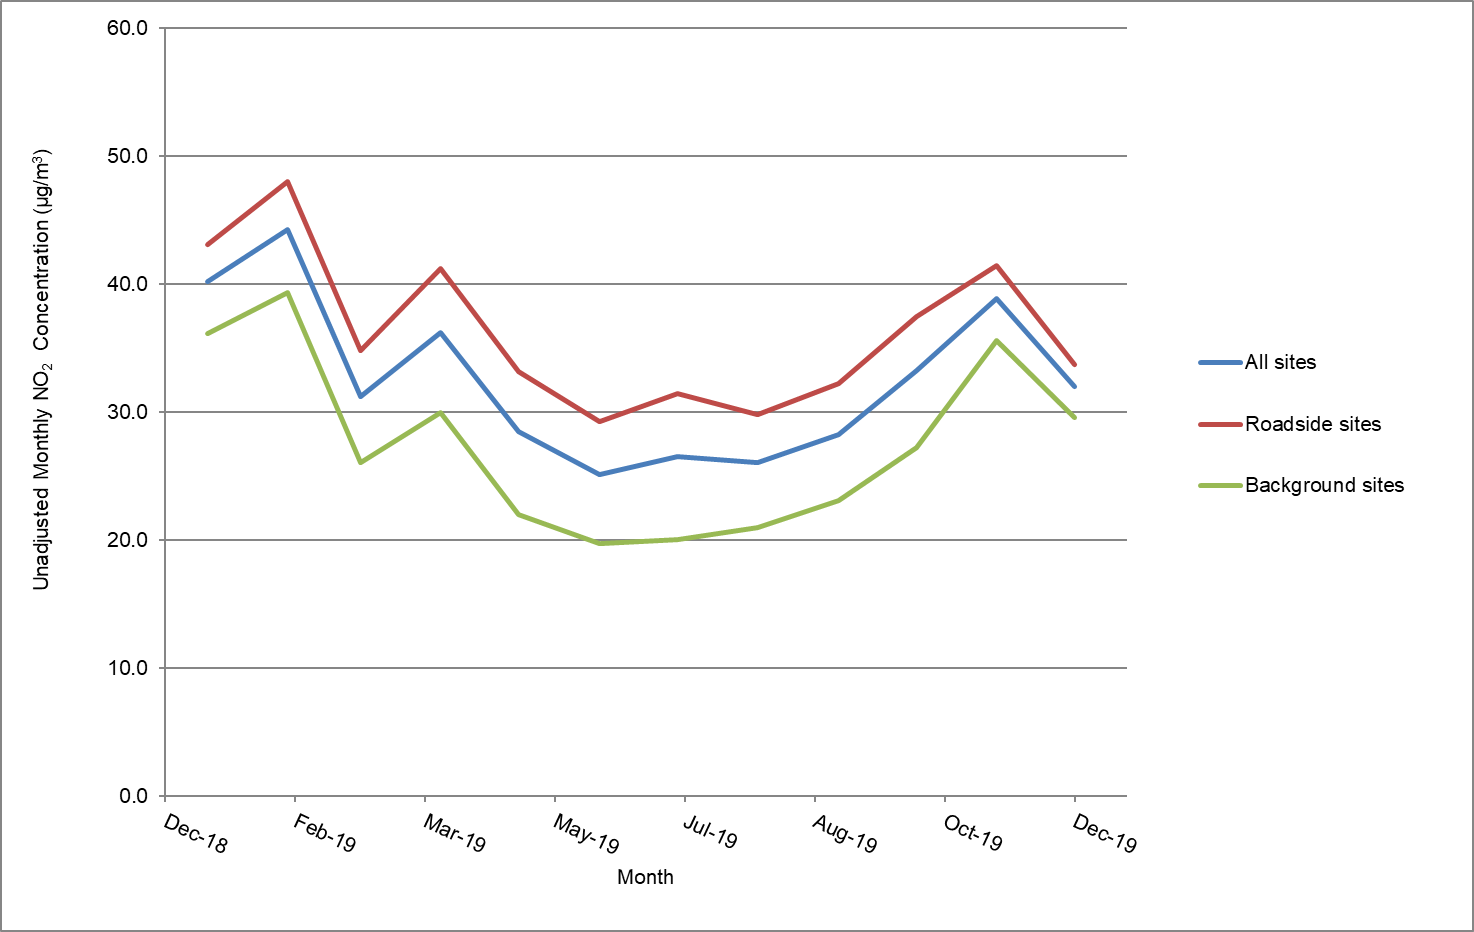 60.0
50.0
40.0
30.0
20.0
10.0
0.0
Unadjusted Monthly NO₂ Concentration (µg/m³)
Dec-18
Feb-19
Mar-19
May-19
Jul-19
Aug-19
Oct-19
Dec-19
Month
All sites
Roadside sites
Background sites